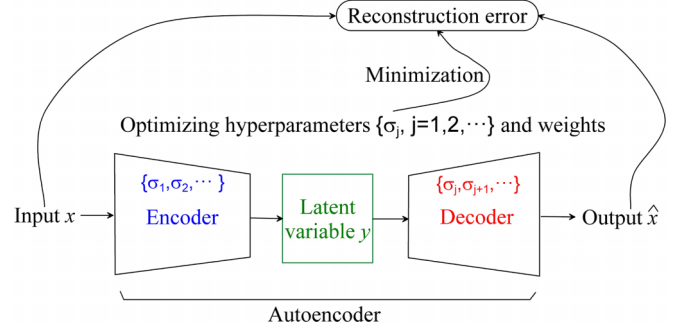 Reconstruction error
Minimization
Optimizing hyperparameters {σj, j=1,2,⋯} and weights
{σ1,σ2,⋯ }
{σj,σj+1,⋯}
Input x
Encoder
Latent
variable y
Decoder
Output x̂
Autoencoder